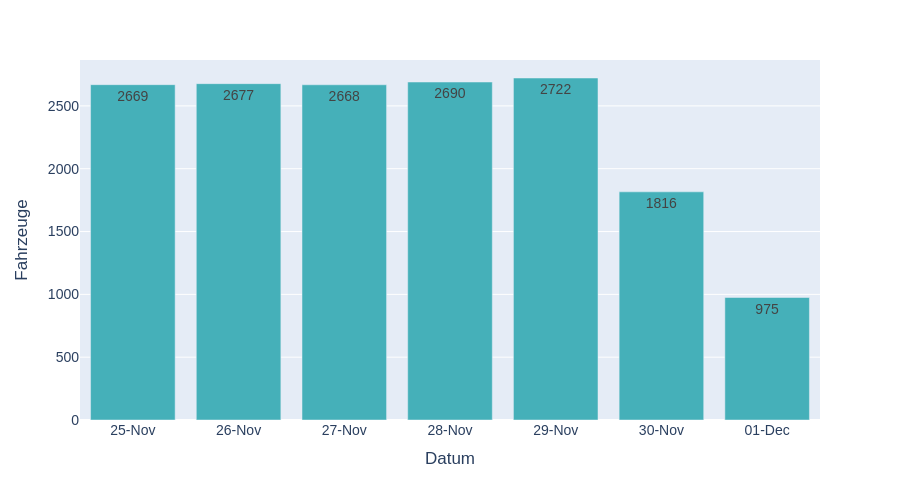 2669
2677
2668
2690
2722
1816
975
2500
2000
1500
1000
500
0
Fahrzeuge
25-Nov
26-Nov
27-Nov
28-Nov
29-Nov
30-Nov
01-Dec
Datum